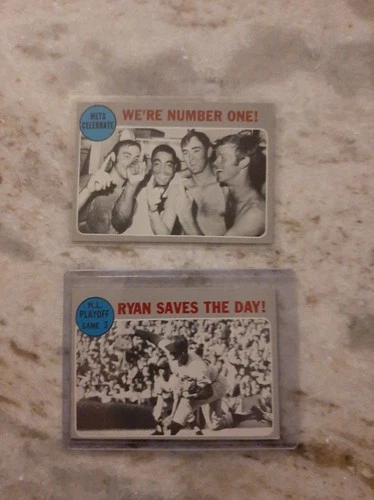 METS
CELEBRATE
WE'RE NUMBER ONE!
N.L.
PLAYOFF
GAME 3
RYAN SAVES THE DAY!